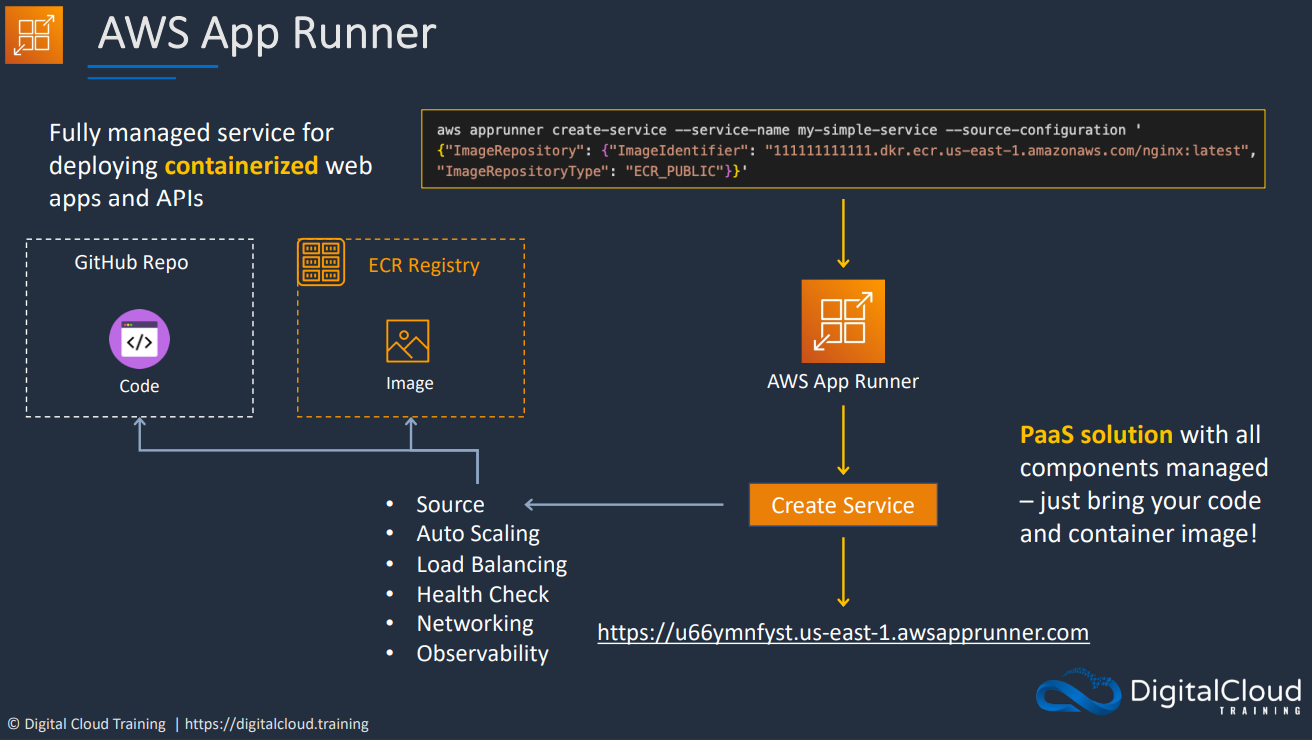 AWS App Runner
Fully managed service for
deploying containerized web
apps and APIs
aws apprunner create-service --service-name my-simple-service --source-configuration '
{"ImageRepository": {"ImageIdentifier": "111111111111.dkr.ecr.us-east-1.amazonaws.com/nginx:latest",
"ImageRepositoryType": "ECR_PUBLIC"}}'
GitHub Repo
</>
Code
ECR Registry
Image
AWS App Runner
PaaS solution with all
components managed
– just bring your code
and container image!
Create Service
• Source
• Auto Scaling
• Load Balancing
• Health Check
• Networking
• Observability
https://u66ymnfyst.us-east-1.awsapprunner.com
DigitalCloud
TRAINING
© Digital Cloud Training | https://digitalcloud.training